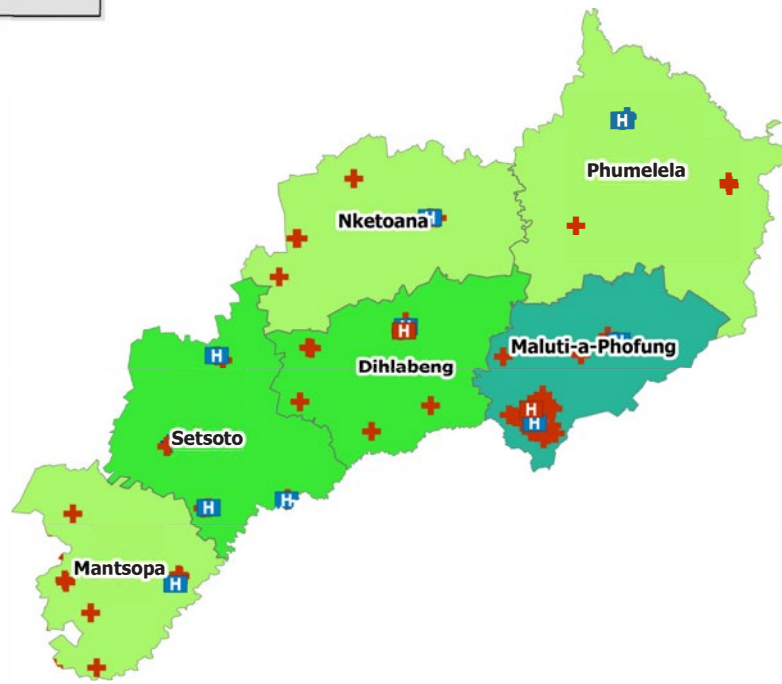 H
Phumelela
Nketoana
H
H
H
Maluti-a-Phofung
H
Dihlabeng
H
H
Setsoto
H
H
Mantsopa
H